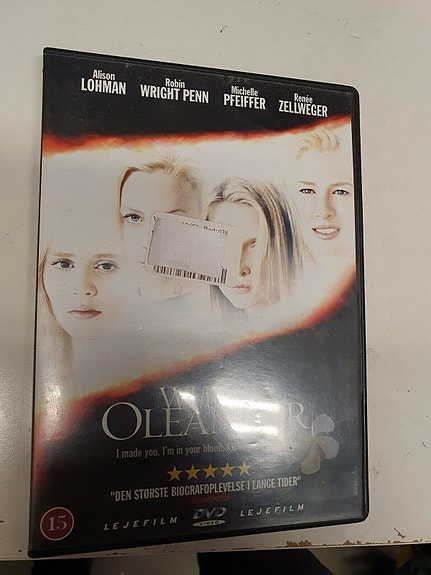 Alison
LOHMAN
Robin
WRIGHT PENN
Michelle
PFEIFFER
Renée
ZELLWEGER
OLEANDER
I made you. I'm in your blood.
"DEN STØRSTE BIOGRAFOPLEVELSE I LANGE TIDER"
15
LEJEFILM
DVD
VIDEO
LEJEFILM